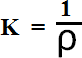 K = 1/ρ